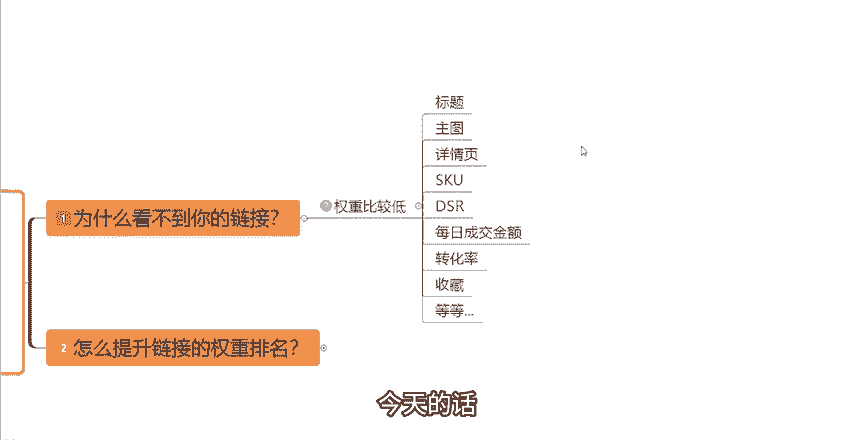 1 为什么看不到你的链接?
权重比较低
标题
主图
详情页
SKU
DSR
每日成交金额
转化率
收藏
等等...
2 怎么提升链接的权重排名?
今天的话